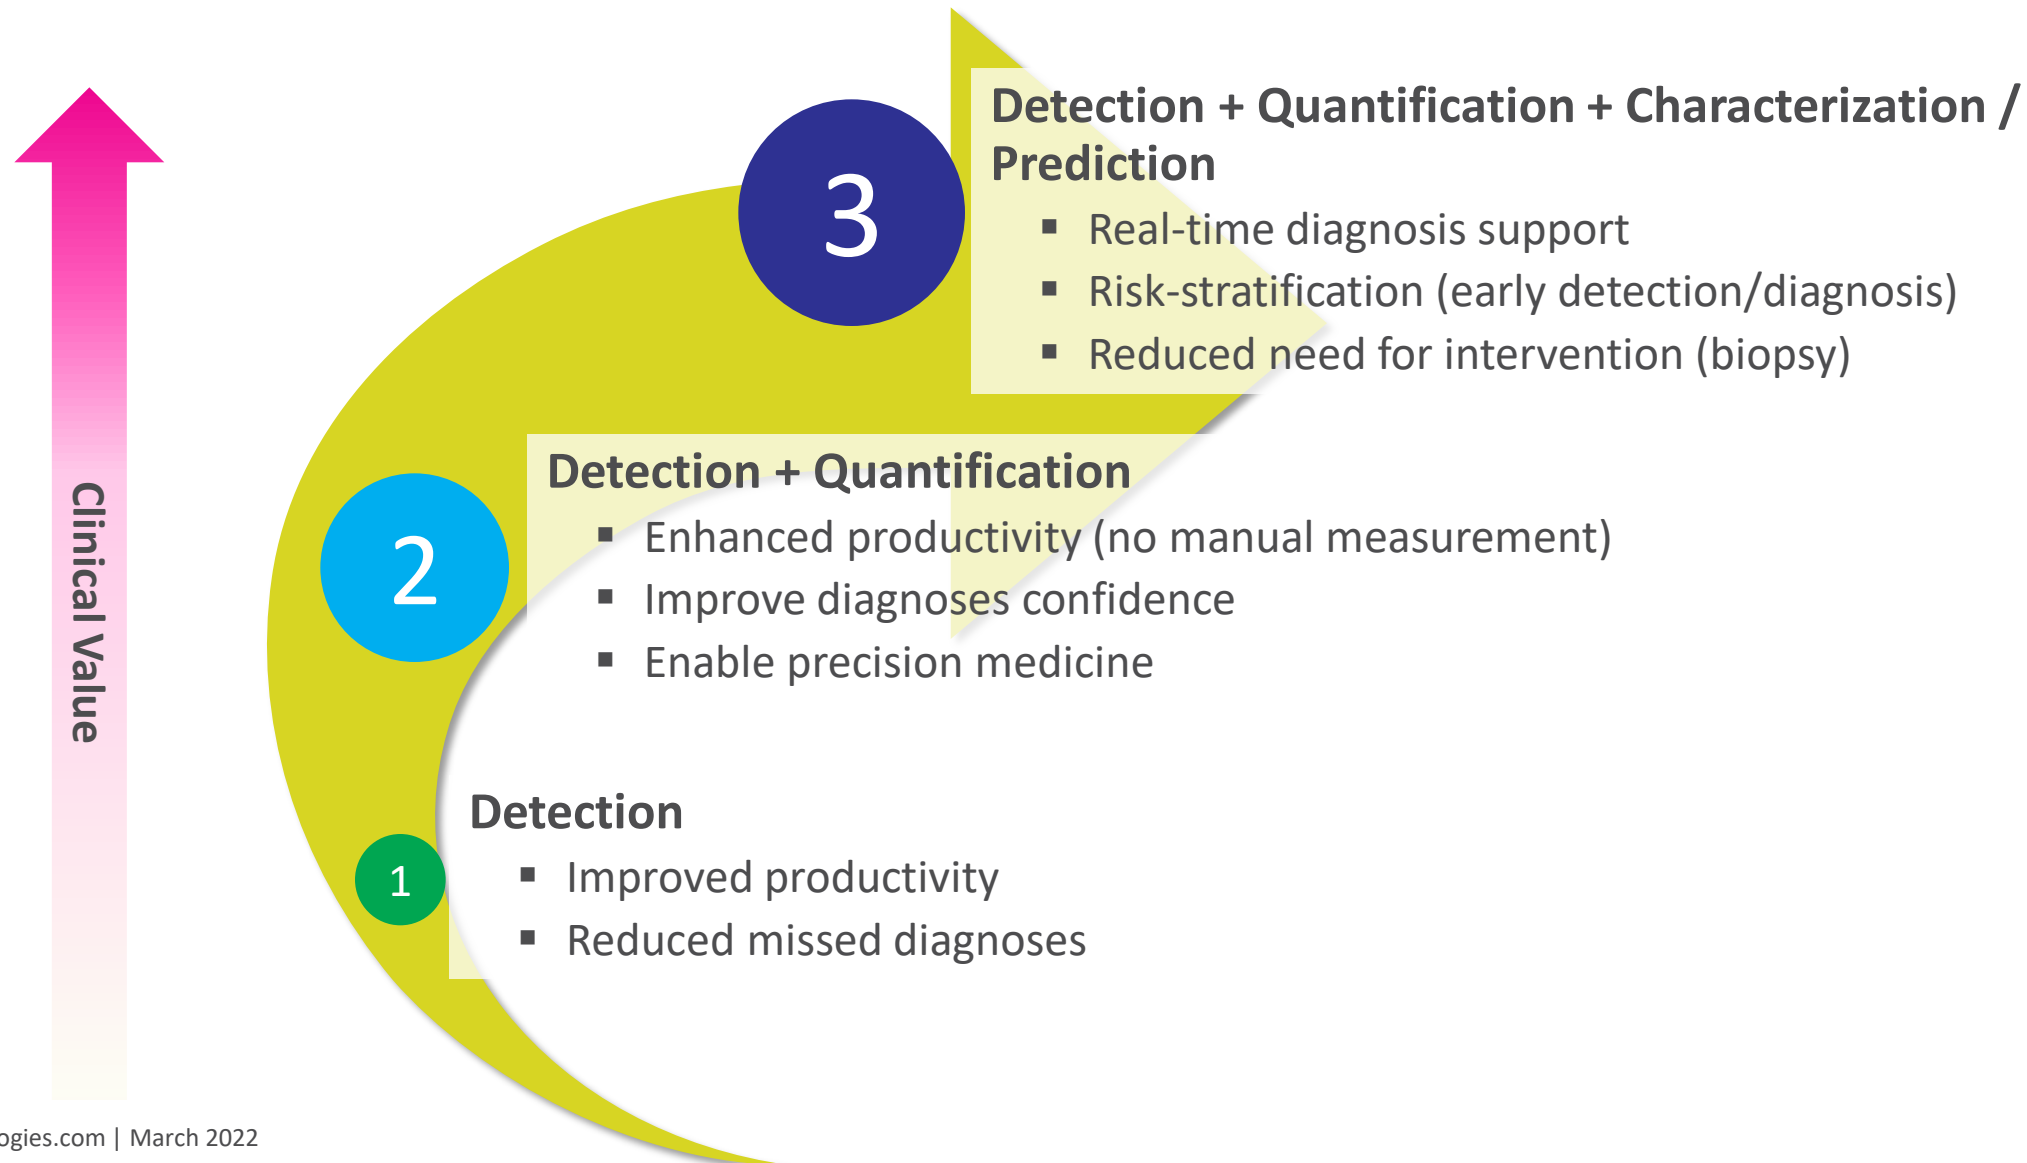 Detection + Quantification + Characterization /
Prediction
▪ Real-time diagnosis support
▪ Risk-stratification (early detection/diagnosis)
▪ Reduced need for intervention (biopsy)
3
Detection + Quantification
▪ Enhanced productivity (no manual measurement)
▪ Improve diagnoses confidence
▪ Enable precision medicine
2
Clinical Value
Detection
▪ Improved productivity
▪ Reduced missed diagnoses
1
ogies.com | March 2022